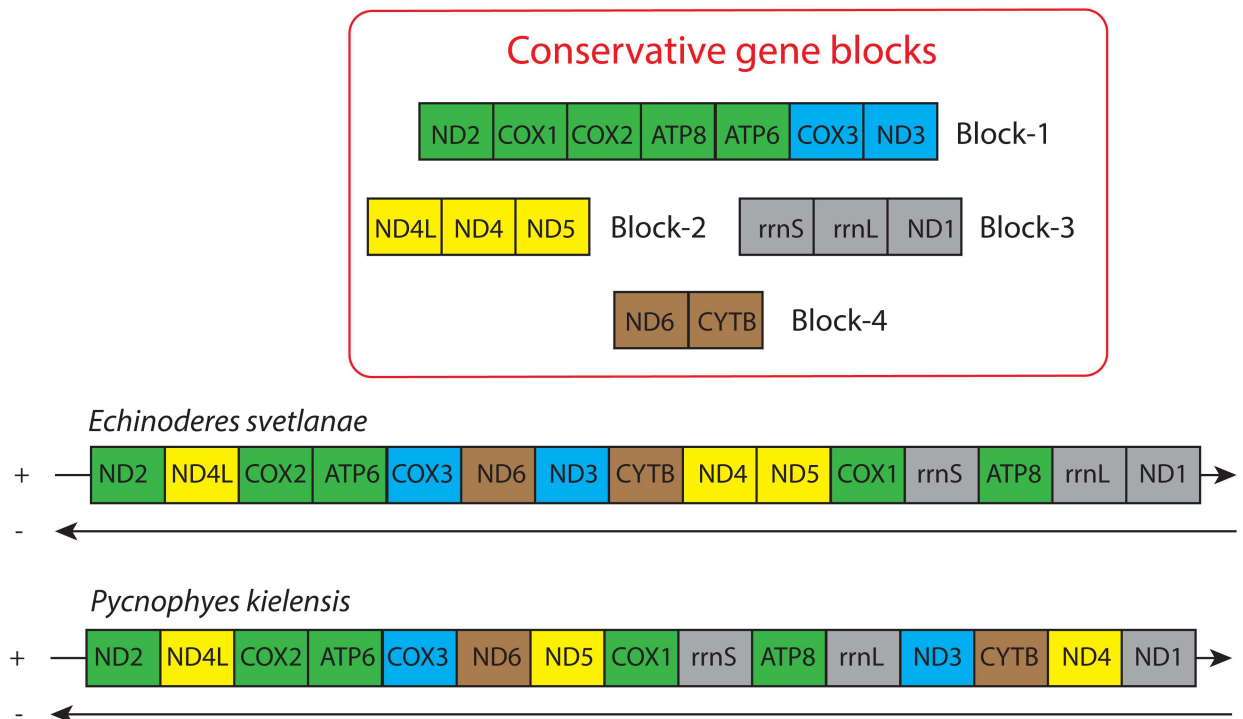 Conservative gene blocks
ND2 COX1 COX2 ATP8 ATP6 COX3 ND3 Block-1
ND4L ND4 ND5 Block-2 rrnS rrnL ND1 Block-3
ND6 CYTB Block-4
Echinoderes svetlanae
+ ND2 ND4L COX2 ATP6 COX3 ND6 ND3 CYTB ND4 ND5 COX1 rrnS ATP8 rrnL ND1
-
Pycnophyes kielensis
+ ND2 ND4L COX2 ATP6 COX3 ND6 ND5 COX1 rrnS ATP8 rrnL ND3 CYTB ND4 ND1
-